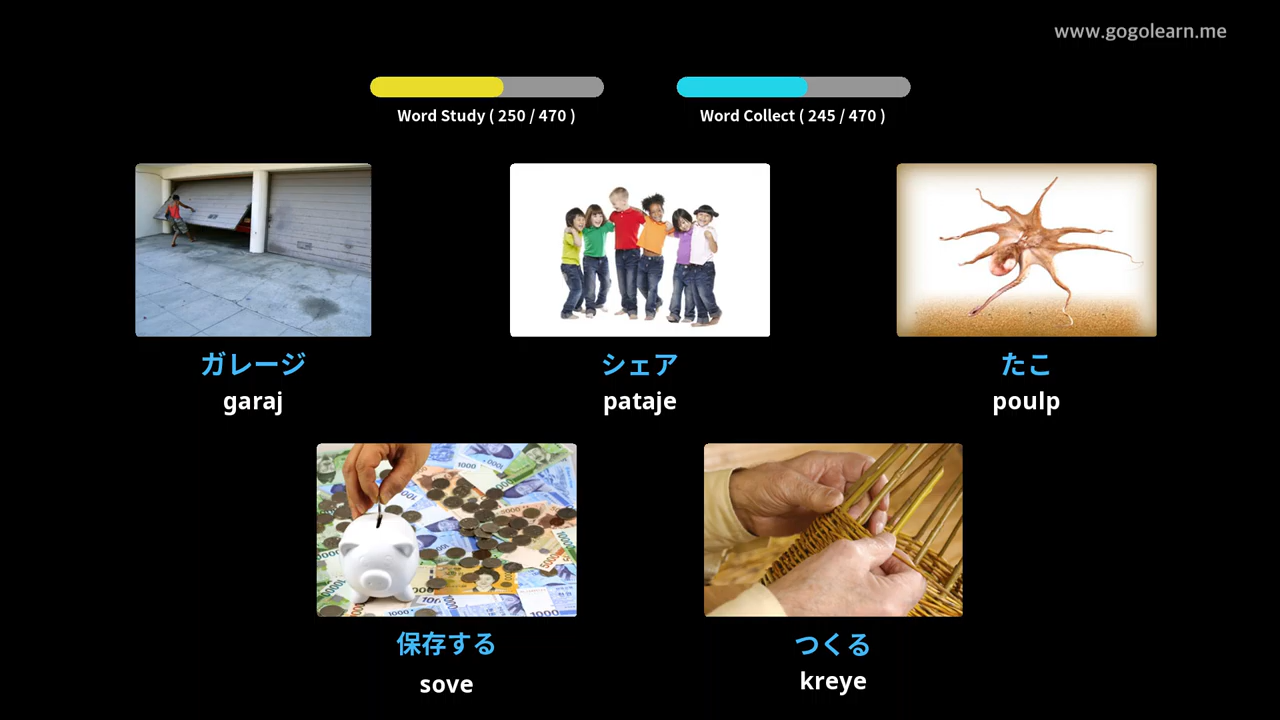 www.gogolearn.me
Word Study ( 250 / 470 )
Word Collect ( 245 / 470 )
ガレージ
garaj
シェア
pataje
たこ
poulp
保存する
sove
つくる
kreye